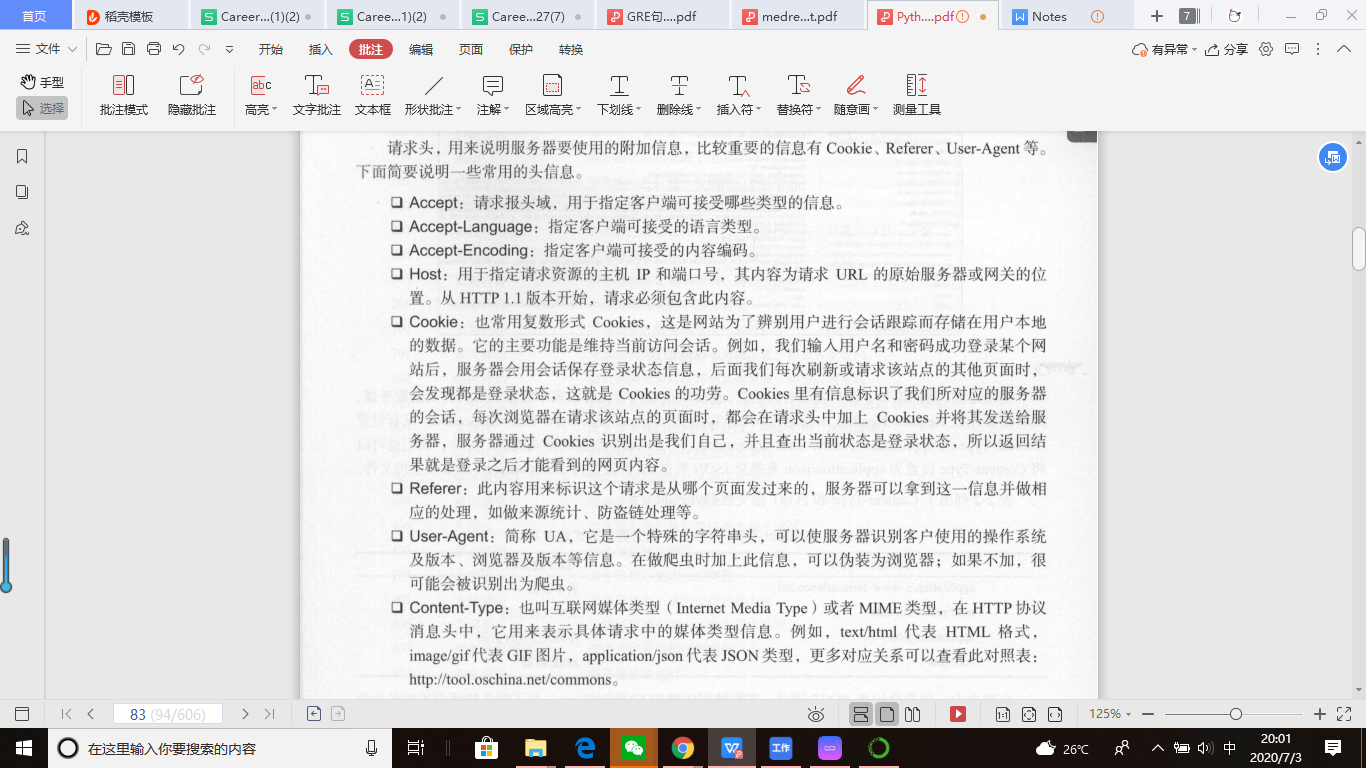 首页
稻壳模板
Career...(1)(2)
Caree...1)(2)
Caree...27(7)
GRE句....pdf
medre...t.pdf
Pyth....pdf
Notes
7
文件
开始
插入
批注
编辑
页面
保护
转换
有异常
分享
手型
选择
批注模式
隐藏批注
高亮
文字批注
文本框
形状批注
注解
区域高亮
下划线
删除线
插入符
替换符
随意画
测量工具
请求头，用来说明服务器要使用的附加信息，比较重要的信息有 Cookie、Referer、User-Agent 等。
下面简要说明一些常用的头信息。
❑ Accept：请求报头域，用于指定客户端可接受哪些类型的信息。
❑ Accept-Language：指定客户端可接受的语言类型。
❑ Accept-Encoding：指定客户端可接受的内容编码。
❑ Host：用于指定请求资源的主机 IP 和端口号，其内容为请求 URL 的原始服务器或网关的位
置。从 HTTP 1.1 版本开始，请求必须包含此内容。
❑ Cookie：也常用复数形式 Cookies，这是网站为了辨别用户进行会话跟踪而存储在用户本地
的数据。它的主要功能是维持当前访问会话。例如，我们输入用户名和密码成功登录某个网
站后，服务器会用会话保存登录状态信息，后面我们每次刷新或请求该站点的其他页面时，
会发现都是登录状态，这就是 Cookies 的功劳。Cookies 里有信息标识了我们所对应的服务器
的会话，每次浏览器在请求该站点的页面时，都会在请求头中加上 Cookies 并将其发送给服
务器，服务器通过 Cookies 识别出是我们自己，并且查出当前状态是登录状态，所以返回结
果就是登录之后才能看到的网页内容。
❑ Referer：此内容用来标识这个请求是从哪个页面发过来的，服务器可以拿到这一信息并做相
应的处理，如做来源统计、防盗链处理等。
❑ User-Agent：简称 UA，它是一个特殊的字符串头，可以使服务器识别客户使用的操作系统
及版本、浏览器及版本等信息。在做爬虫时加上此信息，可以伪装为浏览器；如果不加，很
可能会被识别出为爬虫。
❑ Content-Type：也叫互联网媒体类型（Internet Media Type）或者 MIME 类型，在 HTTP 协议
消息头中，它用来表示具体请求中的媒体类型信息。例如，text/html 代表 HTML 格式，
image/gif 代表 GIF 图片，application/json 代表 JSON 类型，更多对应关系可以查看此对照表：
http://tool.oschina.net/commons。
83 (94/606)
125%
在这里输入你要搜索的内容
工作
26℃
中
20:01
2020/7/3